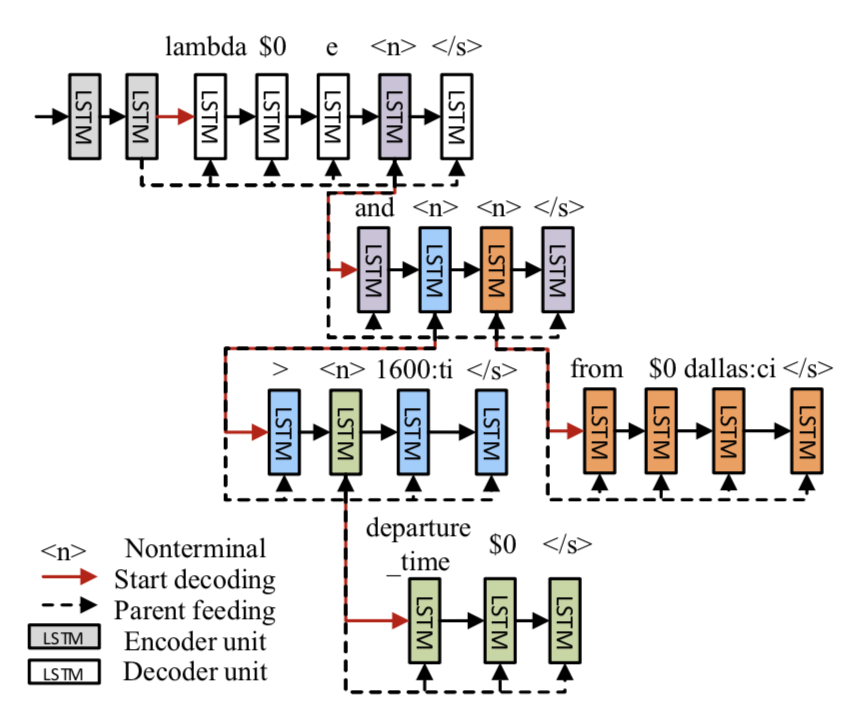 lambda $0 e <n> </s>
LSTM LSTM LSTM LSTM LSTM LSTM LSTM
and <n> <n> </s>
LSTM LSTM LSTM LSTM
> <n> 1600:ti </s>
from $0 dallas:ci </s>
LSTM LSTM LSTM LSTM
LSTM LSTM LSTM LSTM
departure
_time $0 </s>
LSTM LSTM LSTM
<n> Nonterminal
Start decoding
Parent feeding
LSTM Encoder unit
LSTM Decoder unit